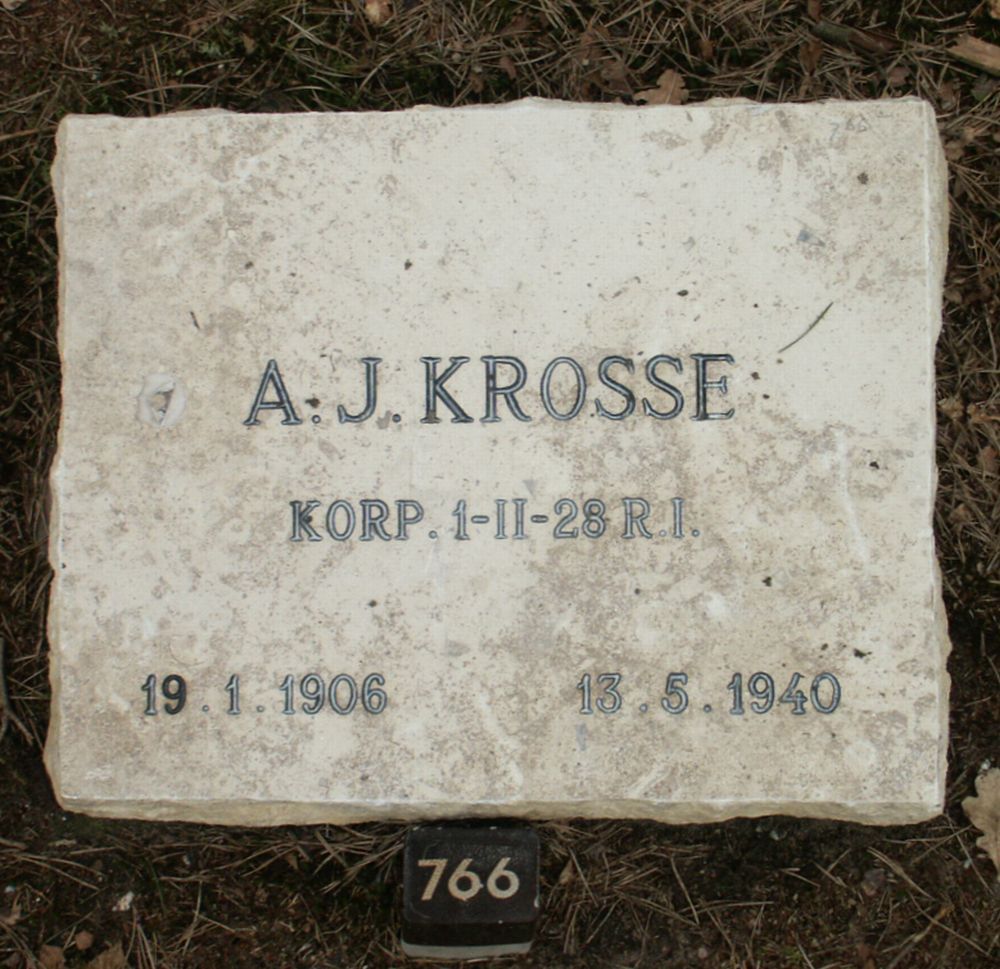 A. J. KROSSE
KORP. 1-II-28 R.I.
19.1.1906 13.5.1940
766